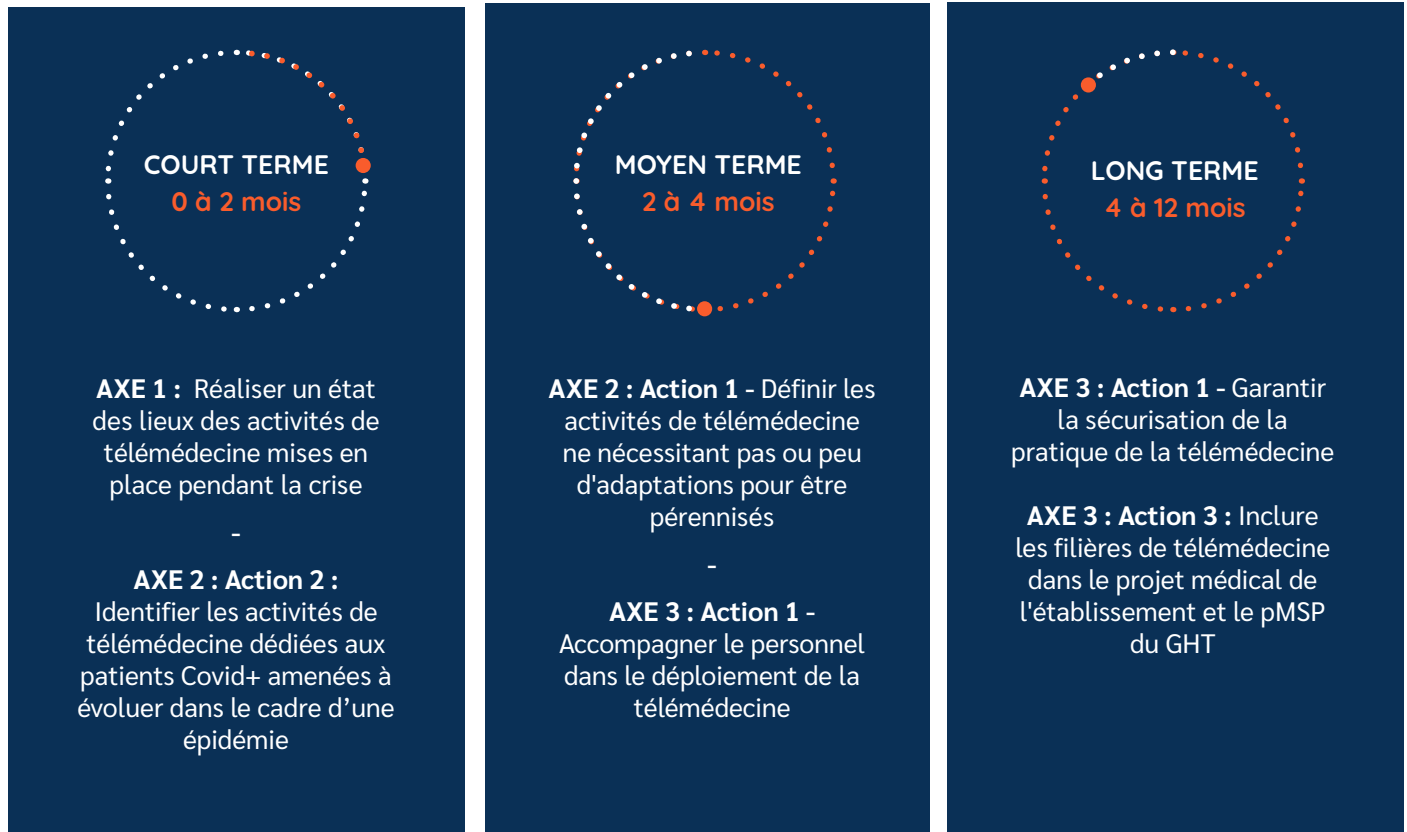 COURT TERME
0 à 2 mois
AXE 1 : Réaliser un état
des lieux des activités de
télémédecine mises en
place pendant la crise
-
AXE 2 : Action 2 :
Identifier les activités de
télémédecine dédiées aux
patients Covid+ amenées à
évoluer dans le cadre d’une
épidémie
MOYEN TERME
2 à 4 mois
AXE 2 : Action 1 - Définir les
activités de télémédecine
ne nécessitant pas ou peu
d'adaptations pour être
pérennisés
-
AXE 3 : Action 1 -
Accompagner le personnel
dans le déploiement de la
télémédecine
LONG TERME
4 à 12 mois
AXE 3 : Action 1 - Garantir
la sécurisation de la
pratique de la télémédecine
AXE 3 : Action 3 : Inclure
les filières de télémédecine
dans le projet médical de
l'établissement et le pMSP
du GHT